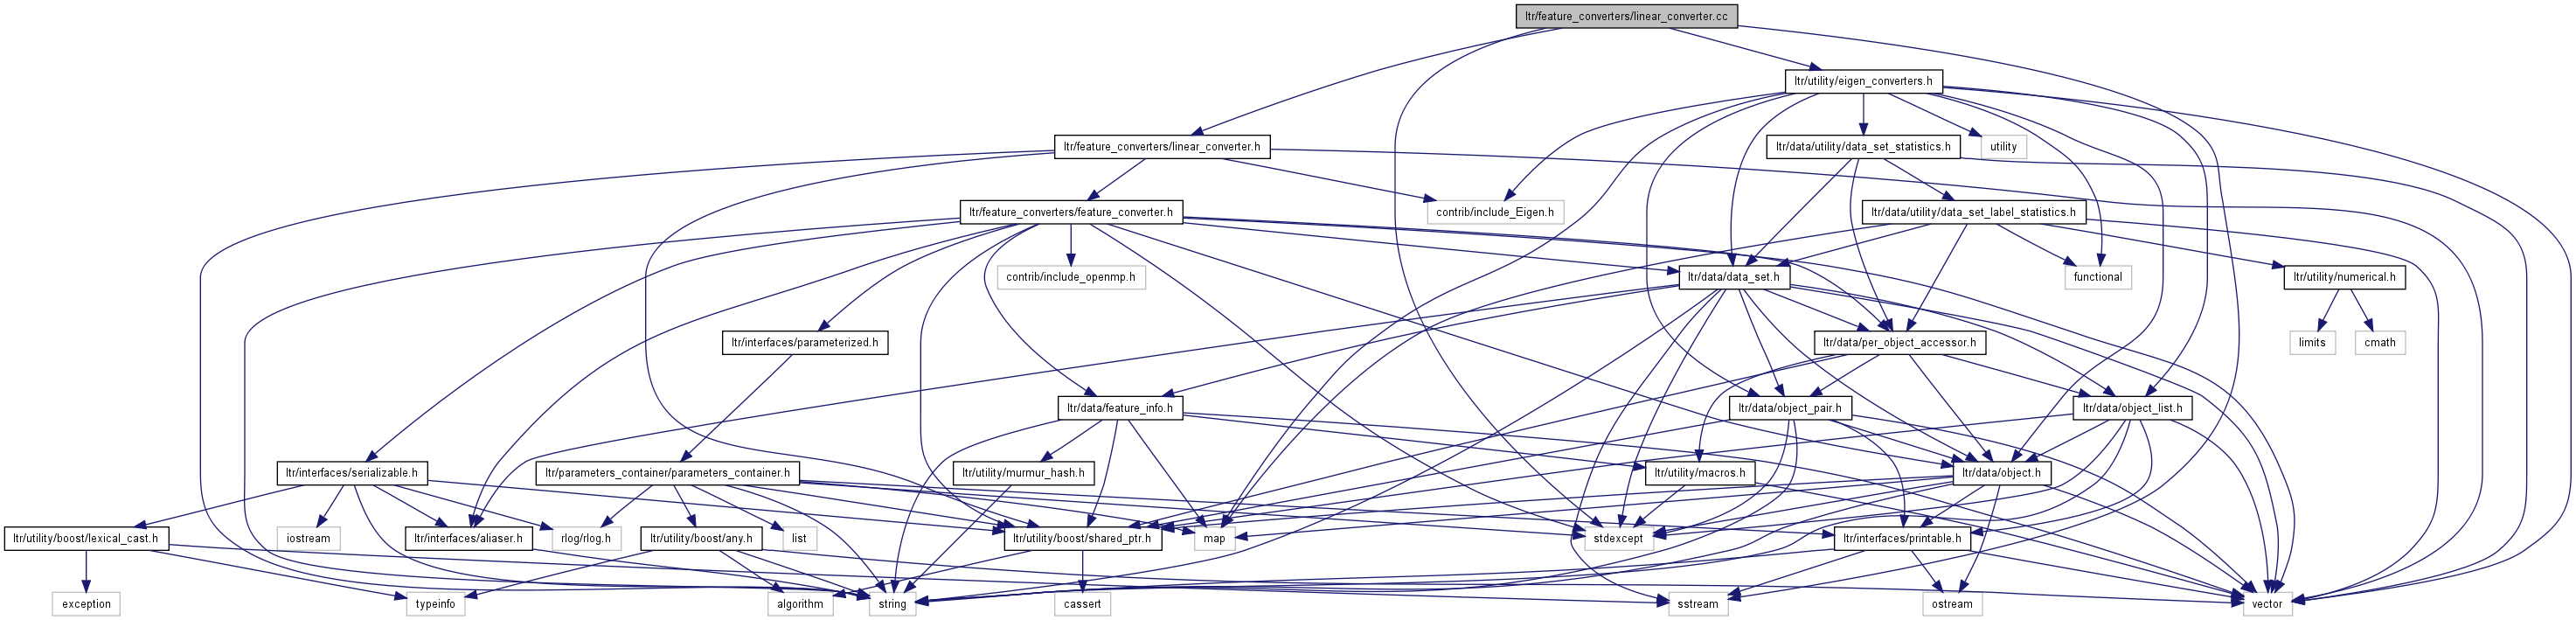 ltr/feature_converters/linear_converter.cc
ltr/utility/eigen_converters.h
ltr/feature_converters/linear_converter.h
ltr/data/utility/data_set_statistics.h
utility
ltr/feature_converters/feature_converter.h
contrib/include_Eigen.h
ltr/data/utility/data_set_label_statistics.h
contrib/include_openmp.h
ltr/data/data_set.h
functional
ltr/utility/numerical.h
ltr/interfaces/parameterized.h
ltr/data/per_object_accessor.h
limits
cmath
ltr/data/feature_info.h
ltr/data/object_pair.h
ltr/data/object_list.h
ltr/interfaces/serializable.h
ltr/parameters_container/parameters_container.h
ltr/utility/murmur_hash.h
ltr/utility/macros.h
ltr/data/object.h
ltr/utility/boost/lexical_cast.h
iostream
ltr/interfaces/aliaser.h
rlog/rlog.h
ltr/utility/boost/any.h
list
ltr/utility/boost/shared_ptr.h
map
stdexcept
ltr/interfaces/printable.h
exception
typeinfo
algorithm
string
cassert
sstream
ostream
vector